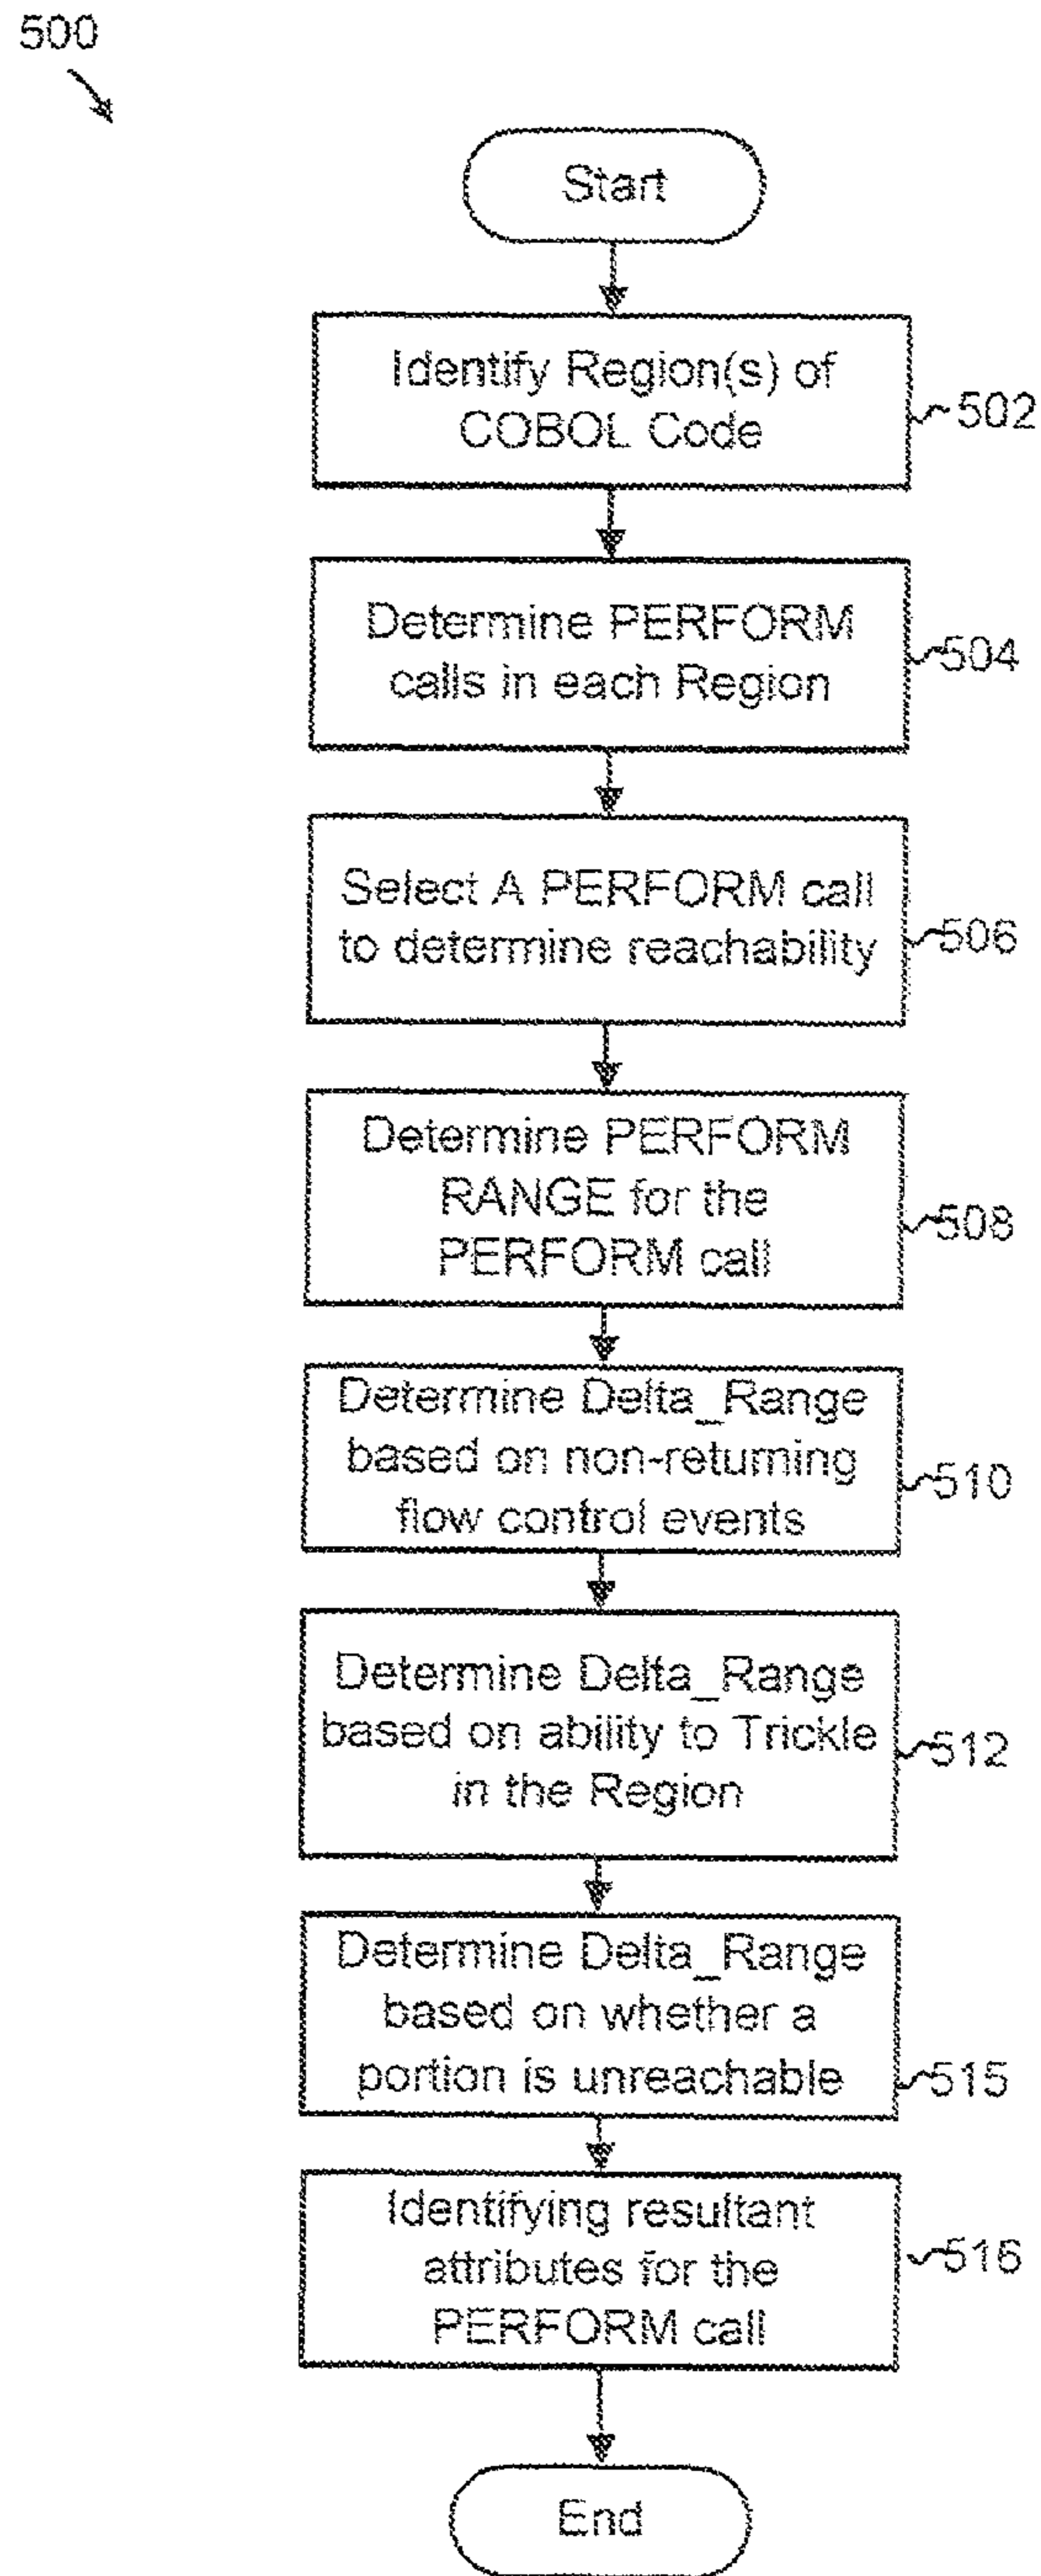 500
Start
Identify Region(s) of
COBOL Code
502
Determine PERFORM
calls in each Region
504
Select A PERFORM call
to determine reachability
506
Determine PERFORM
RANGE for the
PERFORM call
508
Determine Delta_Range
based on non-returning
flow control events
510
Determine Delta_Range
based on ability to Trickle
in the Region
512
Determine Delta_Range
based on whether a
portion is unreachable
515
Identifying resultant
attributes for the
PERFORM call
516
End